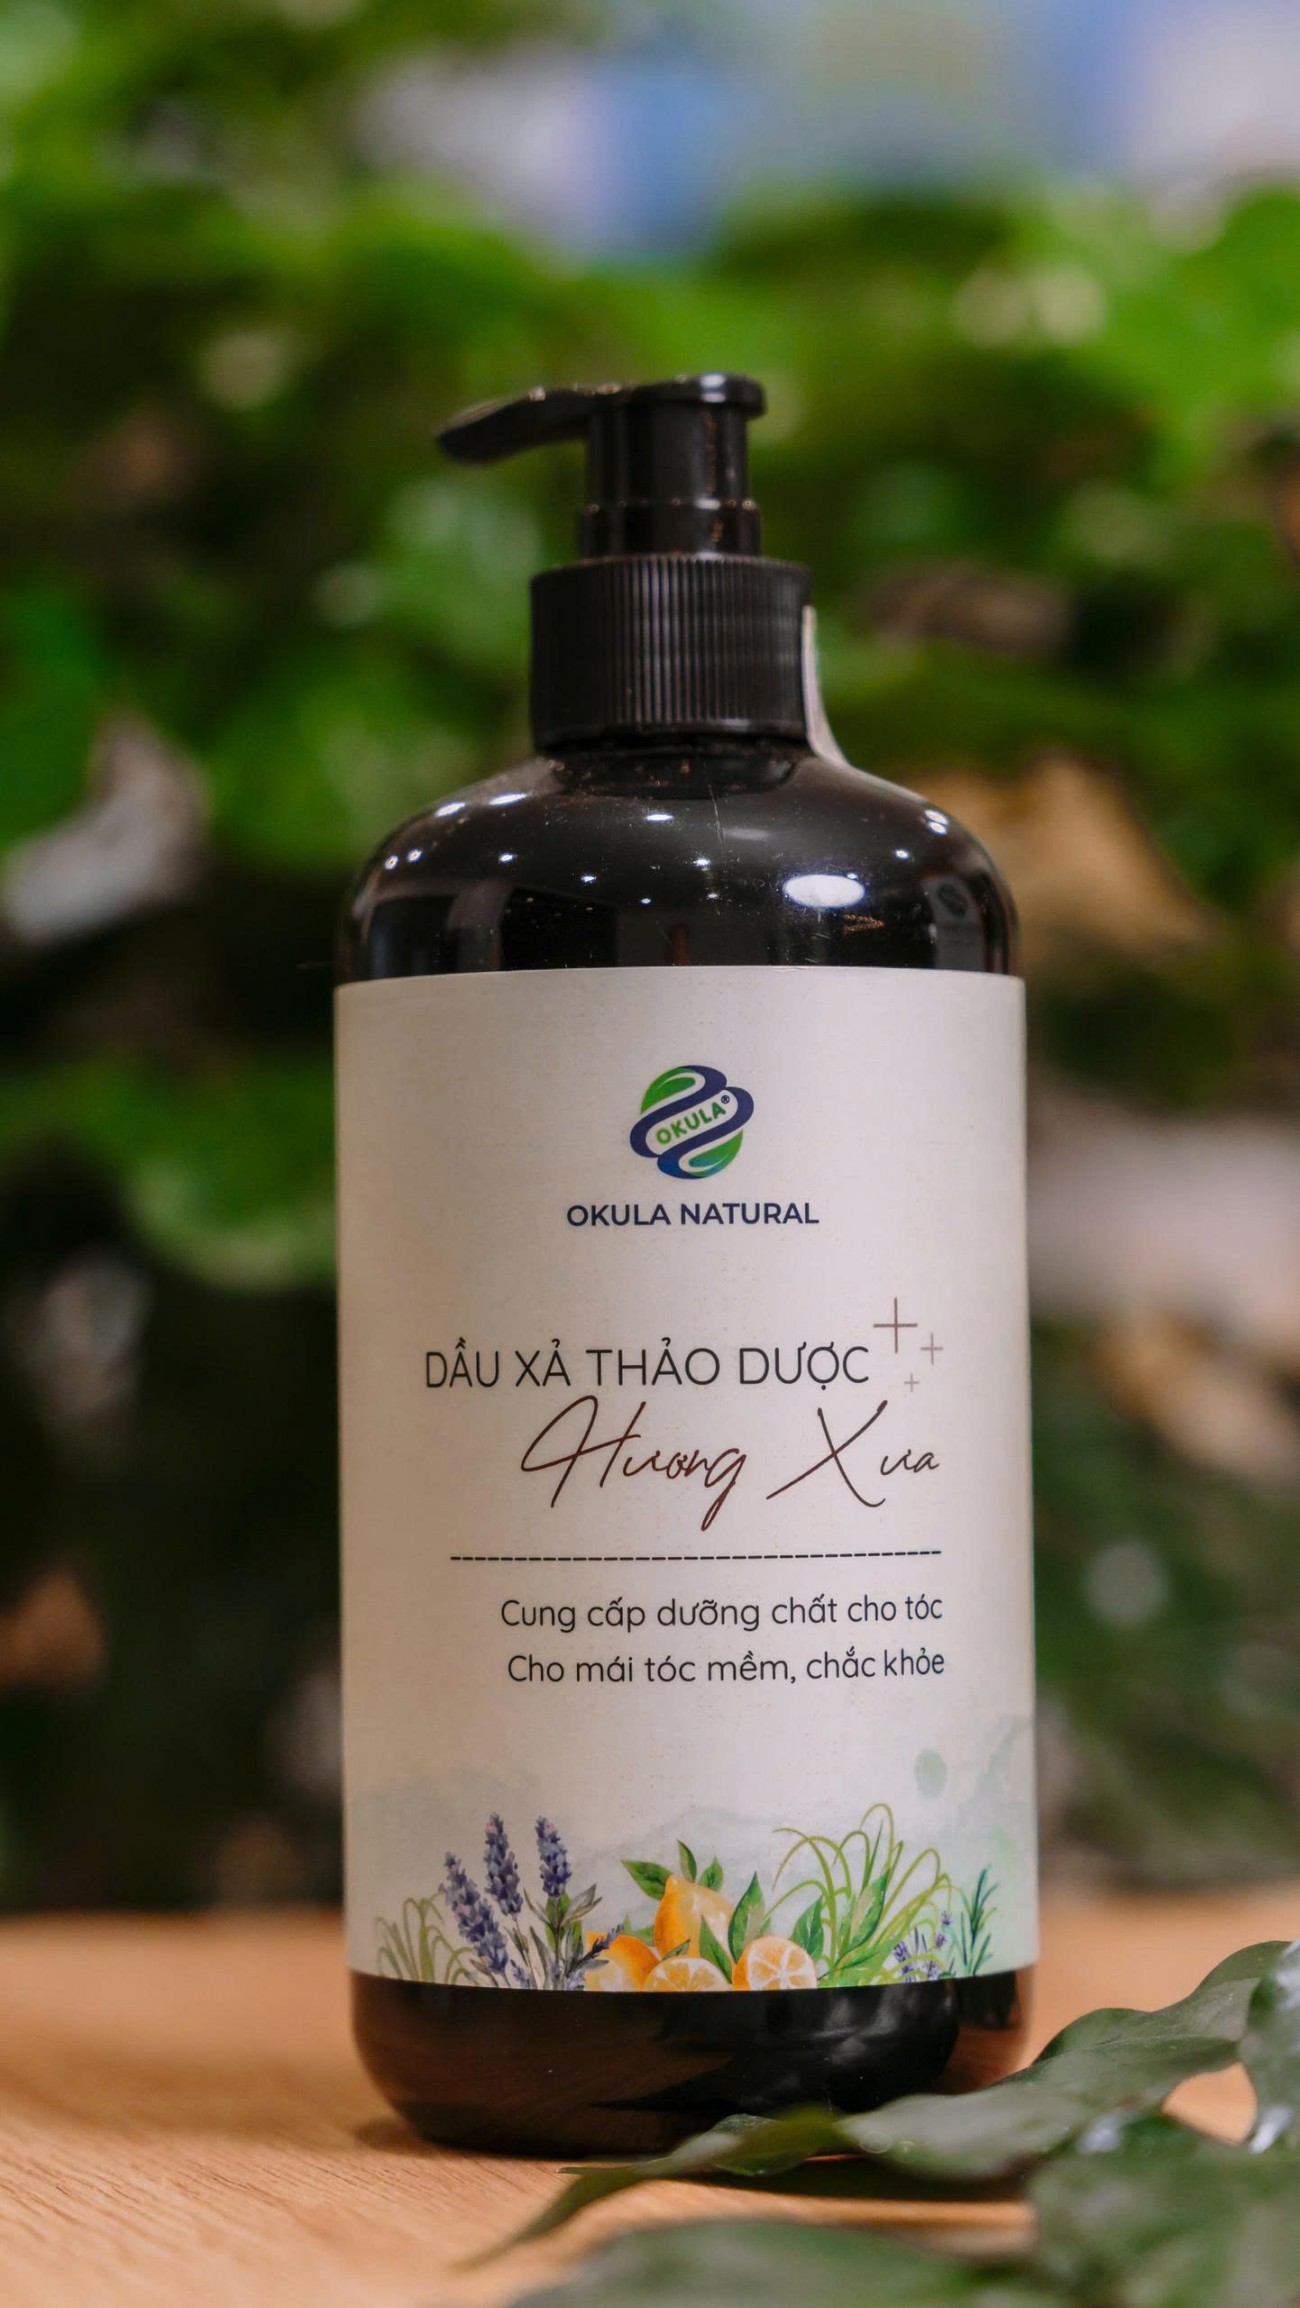 OKULA®
OKULA NATURAL
DẦU XẢ THẢO DƯỢC
Hương Xưa
Cung cấp dưỡng chất cho tóc
Cho mái tóc mềm, chắc khỏe